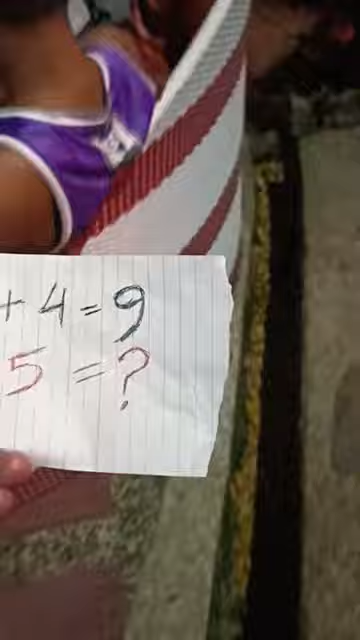 + 4 = 9
5 = ?